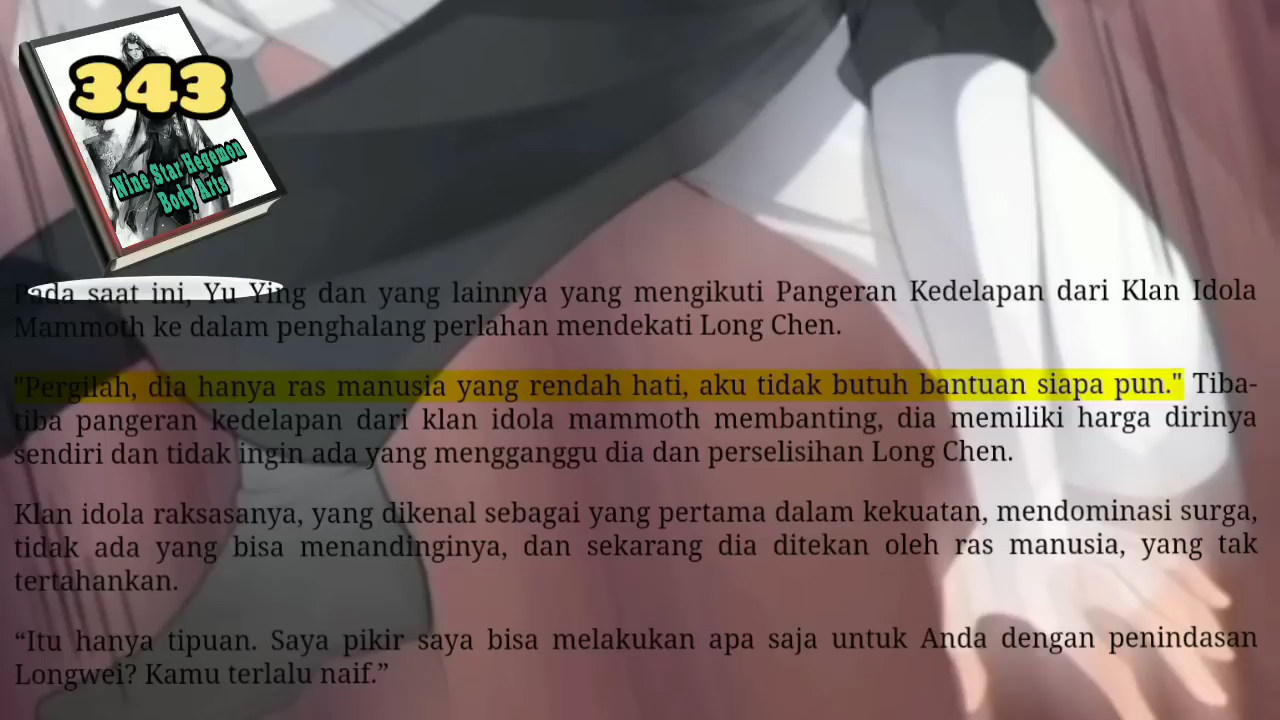 343
Nine Star Hegemon
Body Arts
Pada saat ini, Yu Ying dan yang lainnya yang mengikuti Pangeran Kedelapan dari Klan Idola
Mammoth ke dalam penghalang perlahan mendekati Long Chen.
"Pergilah, dia hanya ras manusia yang rendah hati, aku tidak butuh bantuan siapa pun." Tiba-
tiba pangeran kedelapan dari klan idola mammoth membanting, dia memiliki harga dirinya
sendiri dan tidak ingin ada yang mengganggu dia dan perselisihan Long Chen.
Klan idola raksasanya, yang dikenal sebagai yang pertama dalam kekuatan, mendominasi surga,
tidak ada yang bisa menandinginya, dan sekarang dia ditekan oleh ras manusia, yang tak
tertahankan.
“Itu hanya tipuan. Saya pikir saya bisa melakukan apa saja untuk Anda dengan penindasan
Longwei? Kamu terlalu naif.”